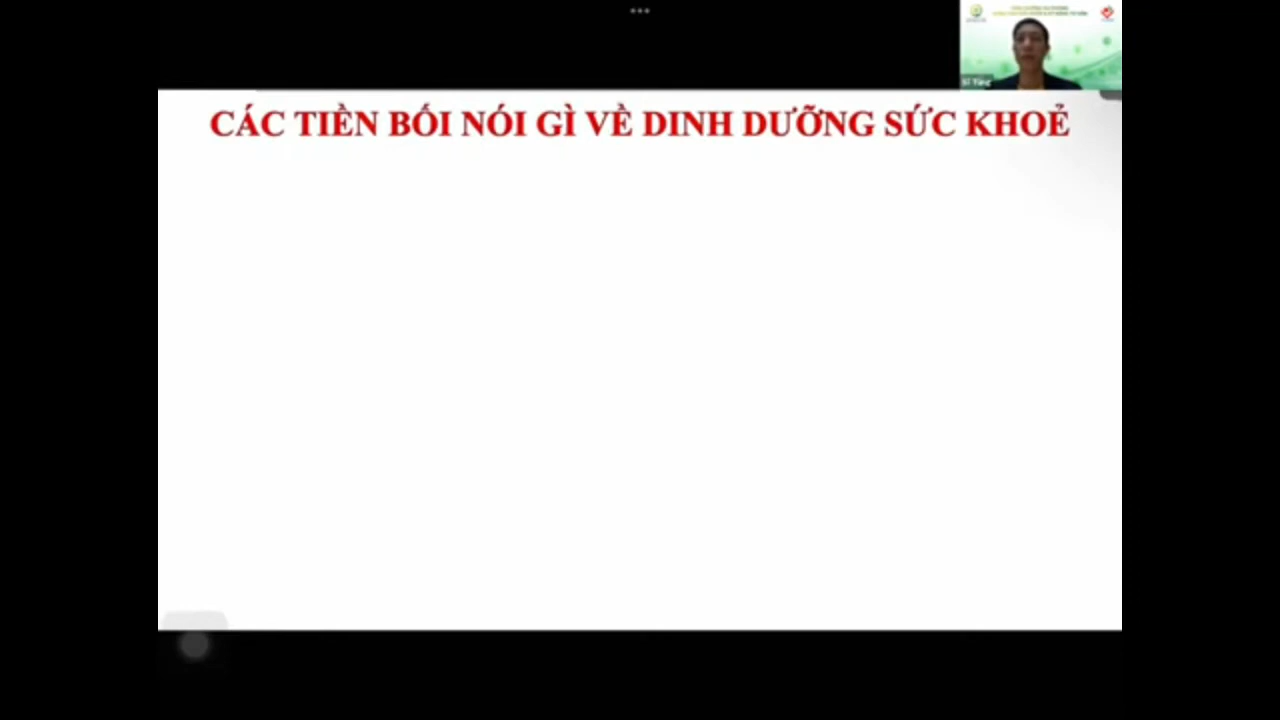 CÁC TIỀN BỐI NÓI GÌ VỀ DINH DƯỠNG SỨC KHOẺ